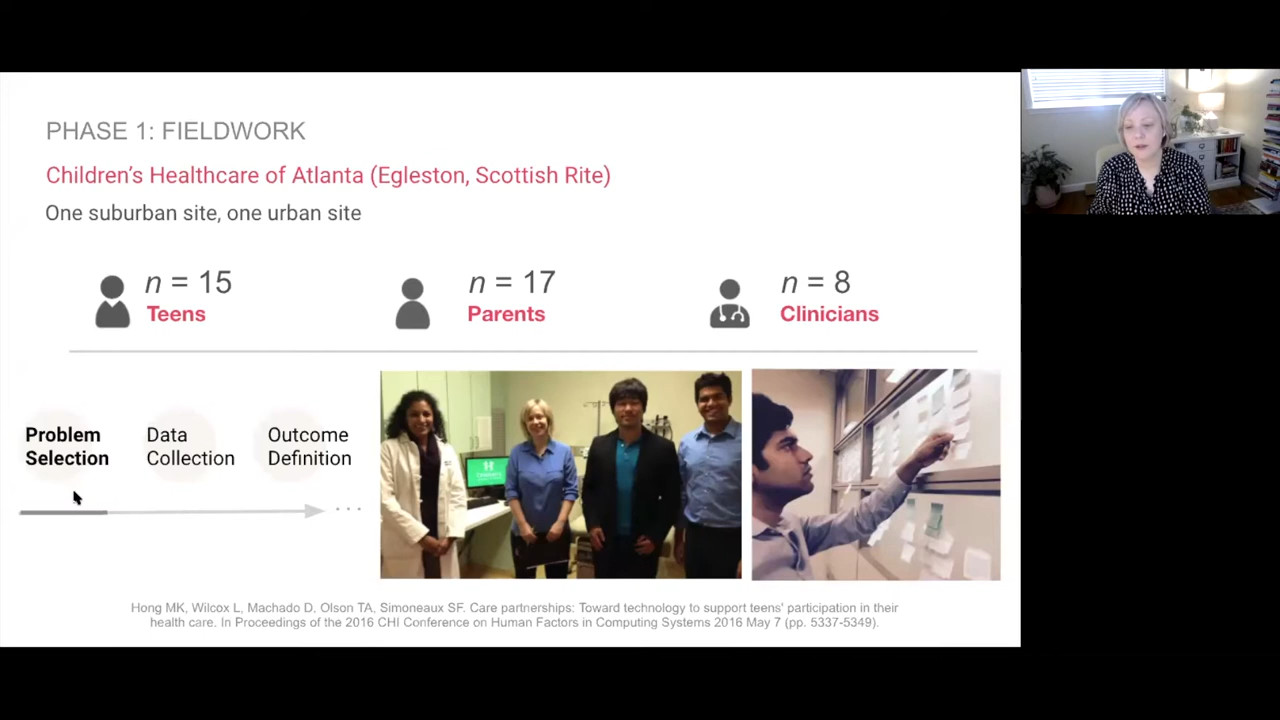 PHASE 1: FIELDWORK
Children's Healthcare of Atlanta (Egleston, Scottish Rite)
One suburban site, one urban site
n = 15
Teens
n = 17
Parents
n = 8
Clinicians
Problem
Selection
Data
Collection
Outcome
Definition
Hong MK, Wilcox L, Machado D, Olson TA, Simoneaux SF. Care partnerships: Toward technology to support teens' participation in their
health care. In Proceedings of the 2016 CHI Conference on Human Factors in Computing Systems 2016 May 7 (pp. 5337-5349).